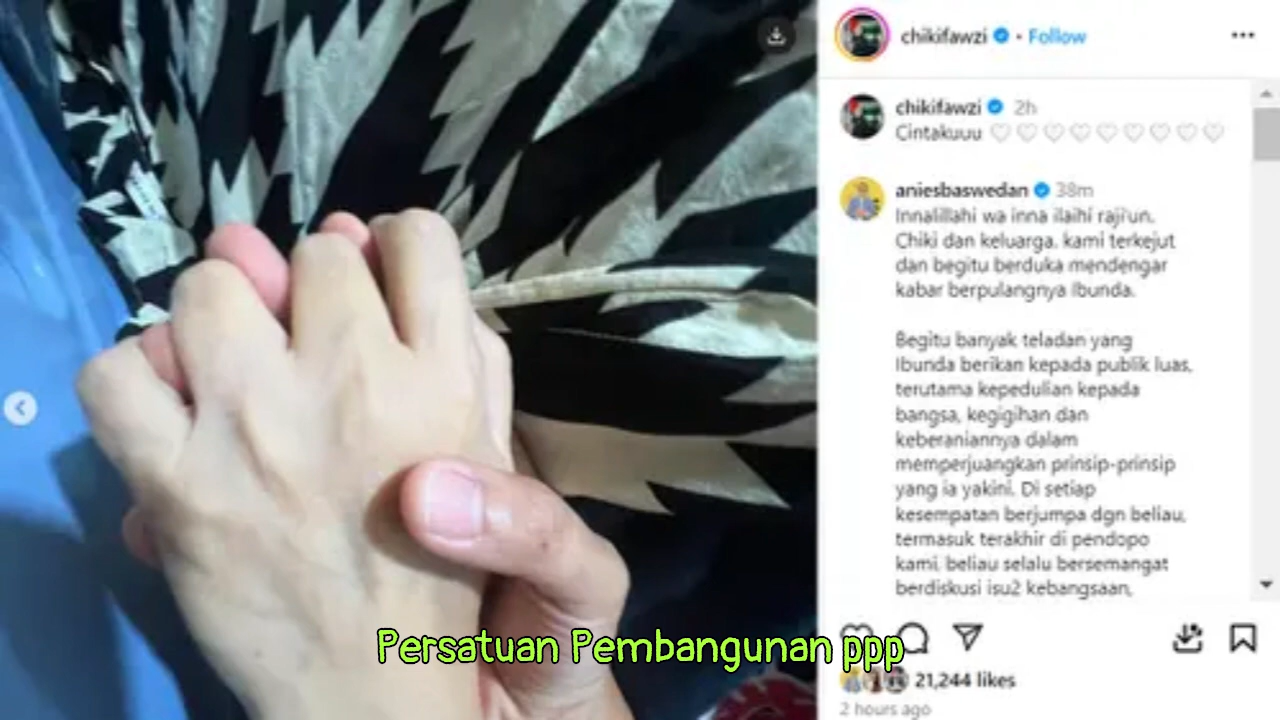 chikifawzi • Follow
chikifawzi 2h
Cintakuuu ♡ ♡ ♡ ♡ ♡ ♡ ♡ ♡ ♡
aniesbaswedan 38m
Innalillahi wa inna ilaihi raji'un.
Chiki dan keluarga. kami terkejut
dan begitu berduka mendengar
kabar berpulangnya Ibunda.
Begitu banyak teladan yang
Ibunda berikan kepada publik luas,
terutama kepedulian kepada
bangsa, kegigihan dan
keberaniannya dalam
memperjuangkan prinsip-prinsip
yang ia yakini. Di setiap
kesempatan berjumpa dgn beliau,
termasuk terakhir di pendopo
kami, beliau selalu bersemangat
berdiskusi isu2 kebangsaan,
Persatuan Pembangunan ppp
21,244 likes
2 hours ago